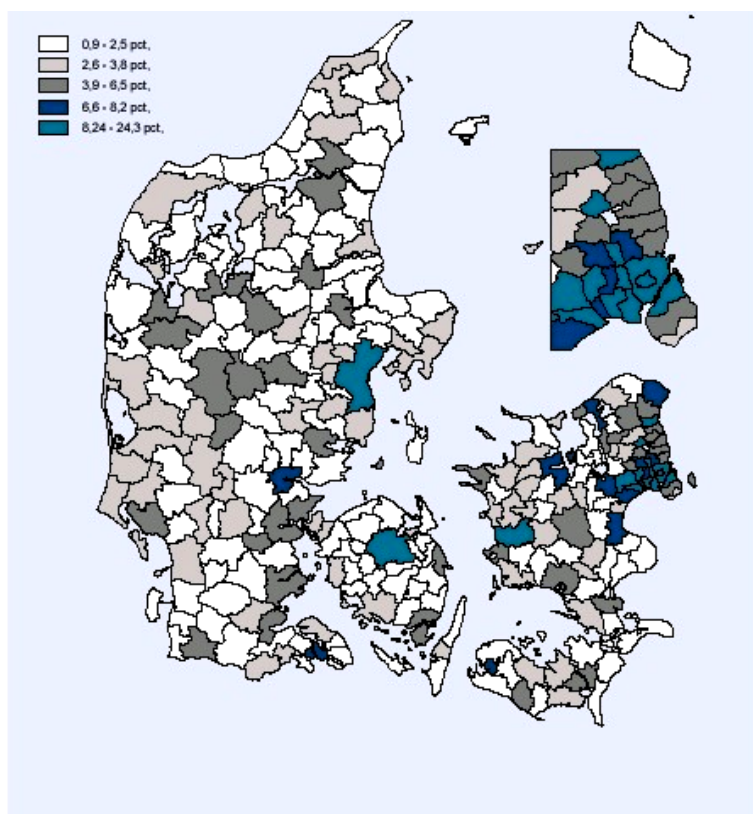 0,9 - 2,5 pct,
2,6 - 3,8 pct,
3,9 - 6,5 pct,
6,6 - 8,2 pct,
8,24 - 24,3 pct,